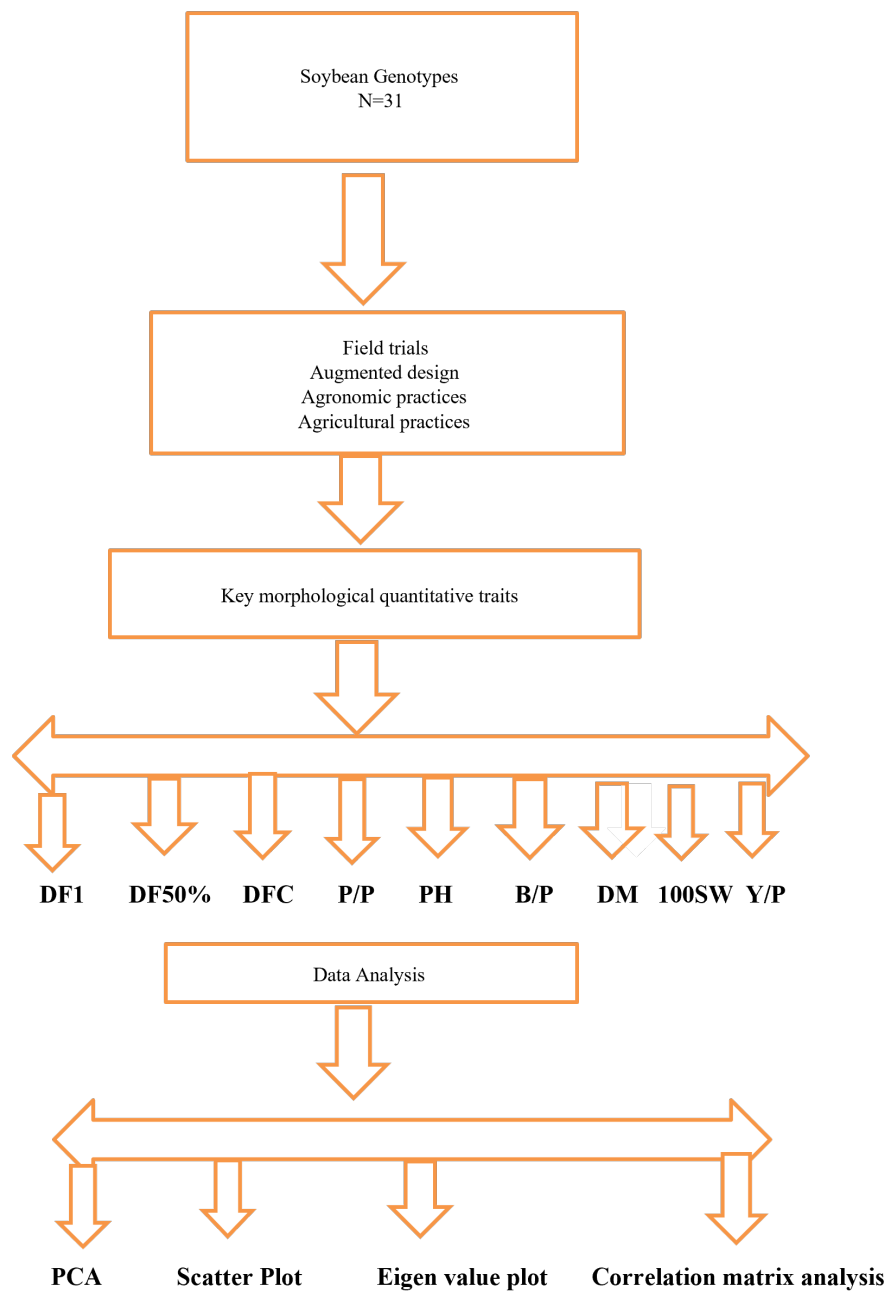 Soybean Genotypes
N=31
Field trials
Augmented design
Agronomic practices
Agricultural practices
Key morphological quantitative traits
DF1 DF50% DFC P/P PH B/P DM 100SW Y/P
Data Analysis
PCA Scatter Plot Eigen value plot Correlation matrix analysis